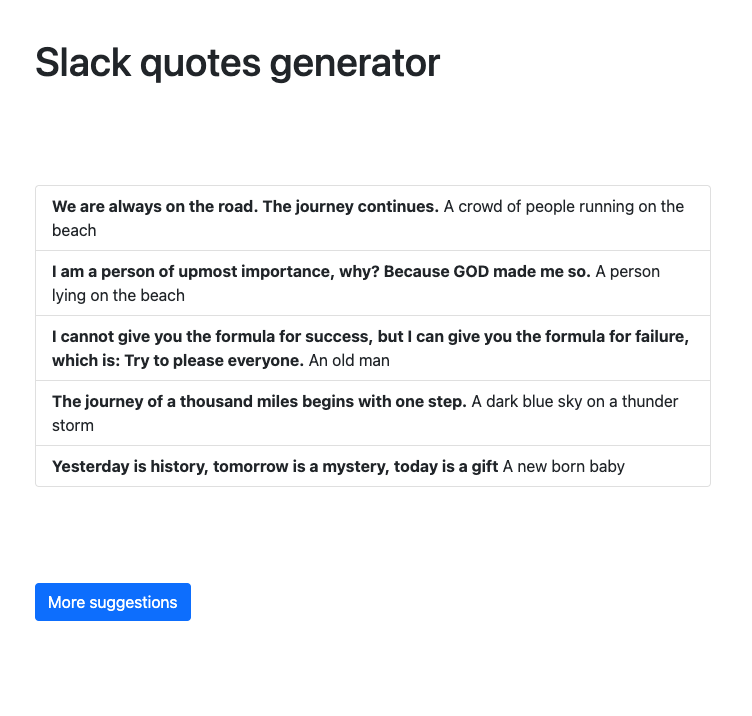 Slack quotes generator
We are always on the road. The journey continues. A crowd of people running on the
beach
I am a person of upmost importance, why? Because GOD made me so. A person
lying on the beach
I cannot give you the formula for success, but I can give you the formula for failure,
which is: Try to please everyone. An old man
The journey of a thousand miles begins with one step. A dark blue sky on a thunder
storm
Yesterday is history, tomorrow is a mystery, today is a gift A new born baby
More suggestions